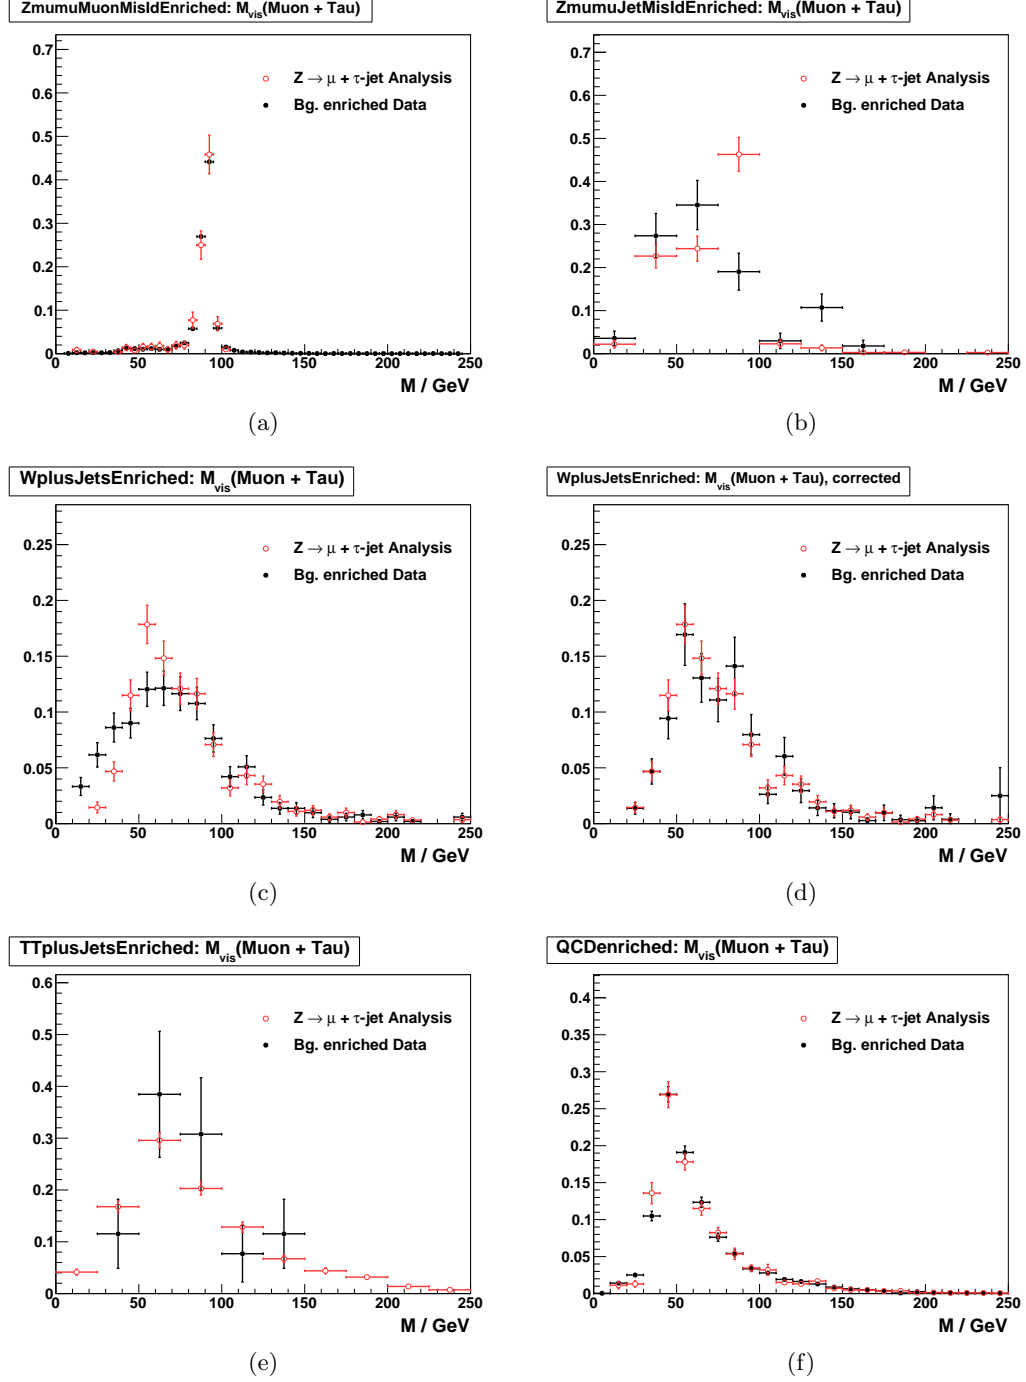 ZmumuMuonMisIdEnriched: M_vis(Muon + Tau)
0.7
0.6
0.5
0.4
0.3
0.2
0.1
0
Z → μ + τ-jet Analysis
Bg. enriched Data
0 50 100 150 200 250
M / GeV
(a)
ZmumuJetMisIdEnriched: M_vis(Muon + Tau)
0.7
0.6
0.5
0.4
0.3
0.2
0.1
0
Z → μ + τ-jet Analysis
Bg. enriched Data
0 50 100 150 200 250
M / GeV
(b)
WplusJetsEnriched: M_vis(Muon + Tau)
0.25
0.2
0.15
0.1
0.05
0
Z → μ + τ-jet Analysis
Bg. enriched Data
0 50 100 150 200 250
M / GeV
(c)
WplusJetsEnriched: M_vis(Muon + Tau), corrected
0.25
0.2
0.15
0.1
0.05
0
Z → μ + τ-jet Analysis
Bg. enriched Data
0 50 100 150 200 250
M / GeV
(d)
TTplusJetsEnriched: M_vis(Muon + Tau)
0.6
0.5
0.4
0.3
0.2
0.1
0
Z → μ + τ-jet Analysis
Bg. enriched Data
0 50 100 150 200 250
M / GeV
(e)
QCDenriched: M_vis(Muon + Tau)
0.4
0.35
0.3
0.25
0.2
0.15
0.1
0.05
0
Z → μ + τ-jet Analysis
Bg. enriched Data
0 50 100 150 200 250
M / GeV
(f)